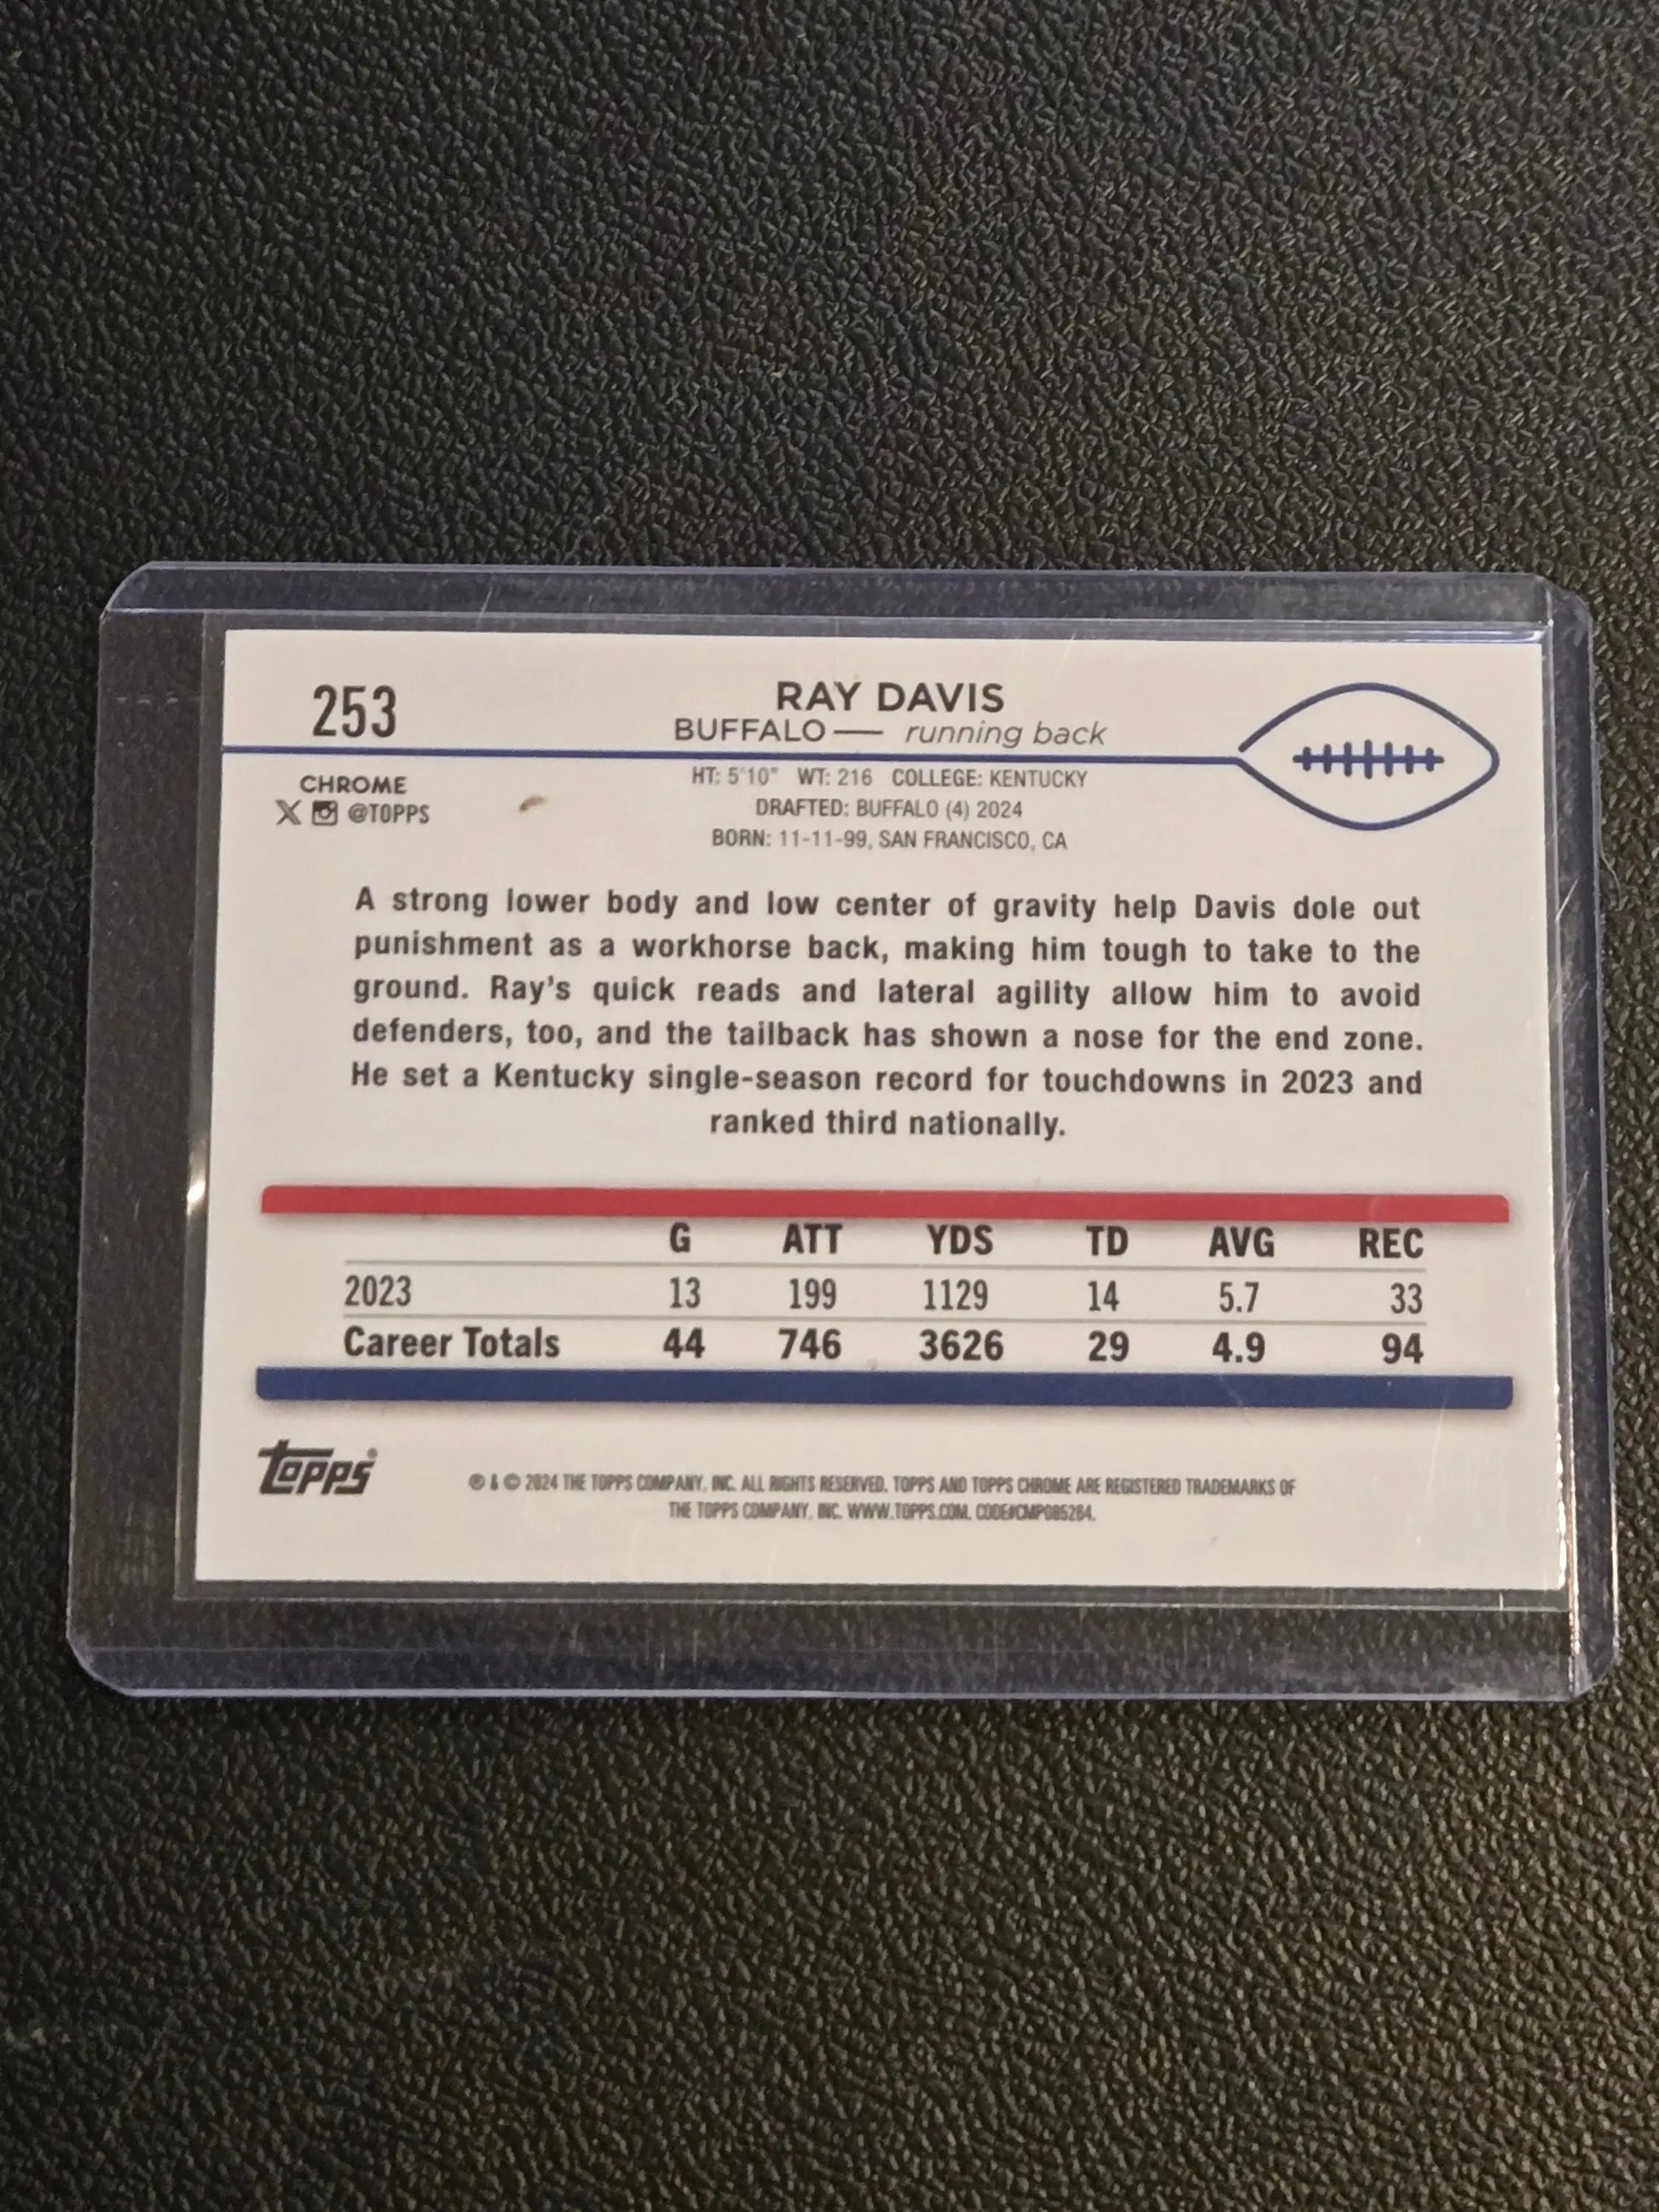 253
RAY DAVIS
BUFFALO — running back
CHROME
@TOPPS
HT: 5'10" WT: 216 COLLEGE: KENTUCKY
DRAFTED: BUFFALO (4) 2024
BORN: 11-11-99, SAN FRANCISCO, CA
A strong lower body and low center of gravity help Davis dole out
punishment as a workhorse back, making him tough to take to the
ground. Ray's quick reads and lateral agility allow him to avoid
defenders, too, and the tailback has shown a nose for the end zone.
He set a Kentucky single-season record for touchdowns in 2023 and
ranked third nationally.
G ATT YDS TD AVG REC
2023 13 199 1129 14 5.7 33
Career Totals 44 746 3626 29 4.9 94
Topps®
® & © 2024 THE TOPPS COMPANY, INC. ALL RIGHTS RESERVED. TOPPS AND TOPPS CHROME ARE REGISTERED TRADEMARKS OF
THE TOPPS COMPANY, INC. WWW.TOPPS.COM. CODE#CMP085264.